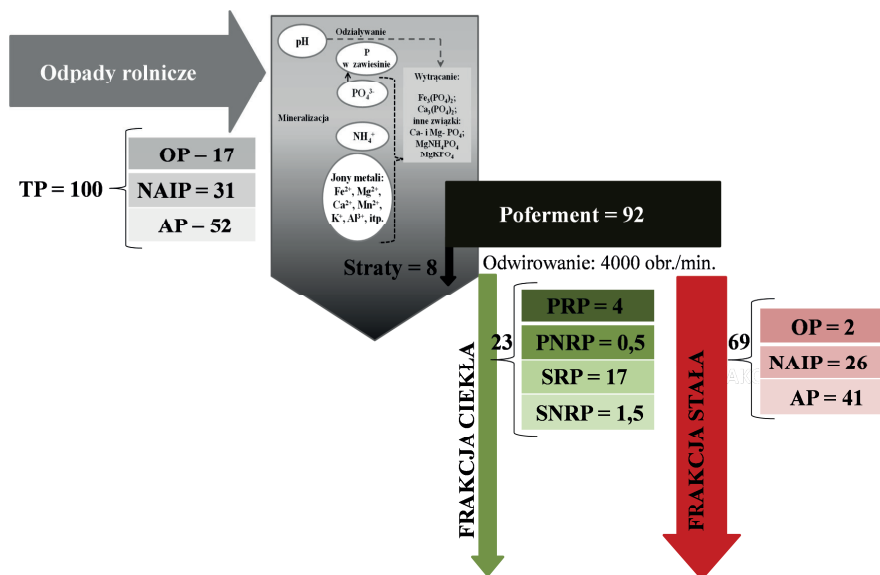 Odpady rolnicze
TP = 100
OP – 17
NAIP = 31
AP – 52
pH
Odziaływanie
P
w zawiesinie
PO₄³⁻
Mineralizacja
NH₄⁺
Jony metali:
Fe²⁺, Mg²⁺,
Ca²⁺, Mn²⁺,
K⁺, Al³⁺, itp.
Wytrącanie:
Fe₃(PO₄)₂;
Ca₃(PO₄)₂;
inne związki:
Ca- i Mg- PO₄;
MgNH₄PO₄
MgKPO₄
Poferment = 92
Straty = 8
Odwirowanie: 4000 obr./min.
FRAKCJA CIEKŁA
23
PRP = 4
PNRP = 0,5
SRP = 17
SNRP = 1,5
FRAKCJA STAŁA
69
OP = 2
NAIP = 26
AP = 41